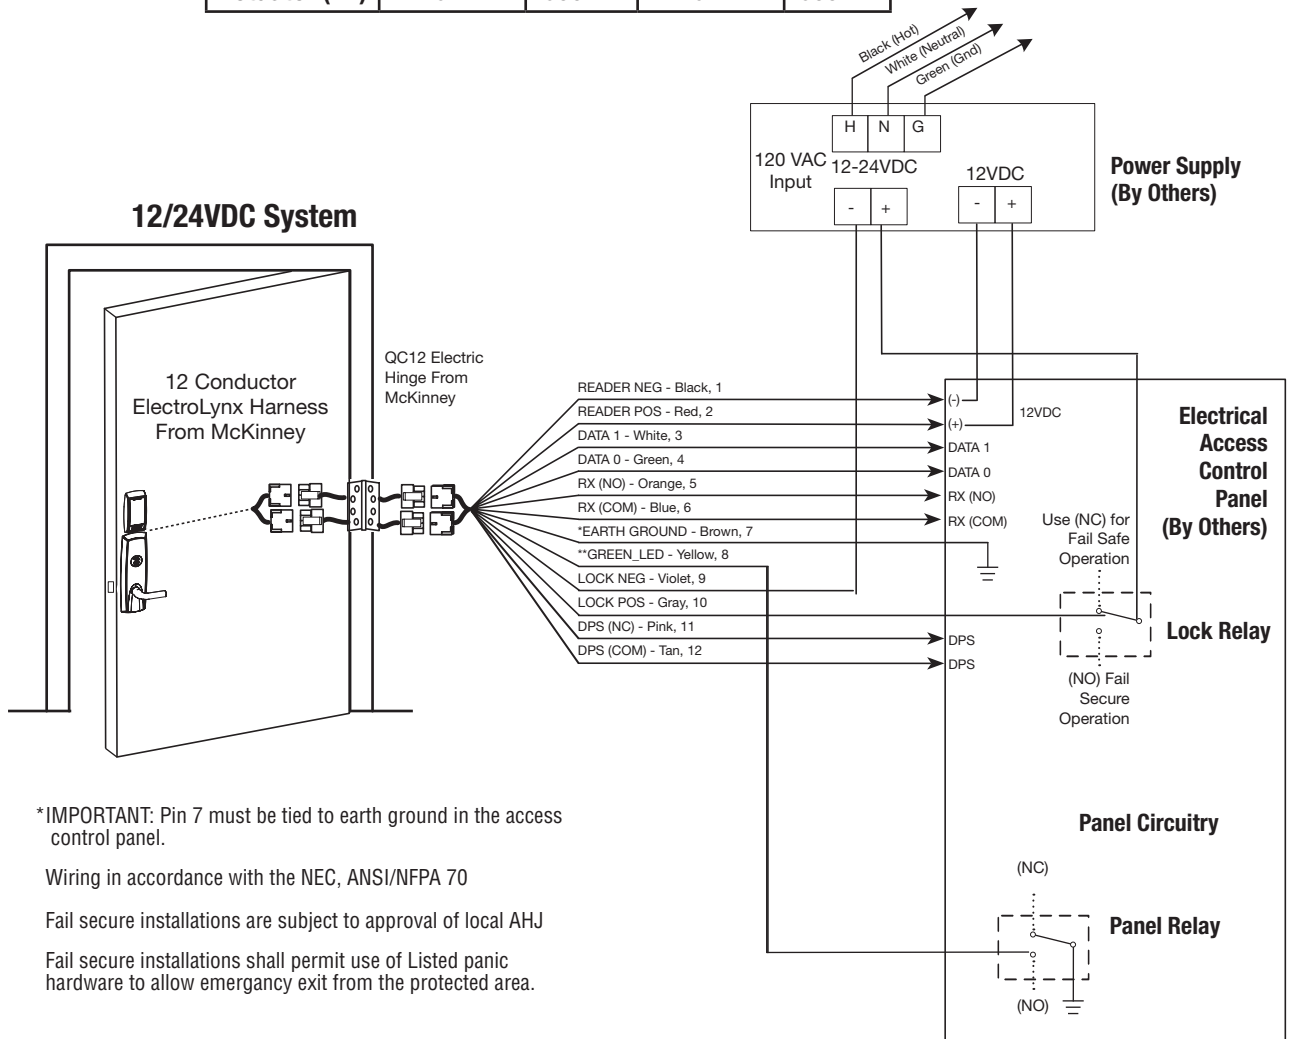 Black (Hot)
White (Neutral)
Green (Gnd)
H N G
120 VAC
Input
12-24VDC
12VDC
- +
- +
Power Supply
(By Others)
12/24VDC System
12 Conductor
ElectroLynx Harness
From McKinney
QC12 Electric
Hinge From
McKinney
READER NEG - Black, 1
READER POS - Red, 2
DATA 1 - White, 3
DATA 0 - Green, 4
RX (NO) - Orange, 5
RX (COM) - Blue, 6
*EARTH GROUND - Brown, 7
**GREEN_LED - Yellow, 8
LOCK NEG - Violet, 9
LOCK POS - Gray, 10
DPS (NC) - Pink, 11
DPS (COM) - Tan, 12
(-)
(+)
12VDC
DATA 1
DATA 0
RX (NO)
RX (COM)
DPS
DPS
Electrical
Access
Control
Panel
(By Others)
Use (NC) for
Fail Safe
Operation
Lock Relay
(NO) Fail
Secure
Operation
Panel Circuitry
(NC)
Panel Relay
(NO)
*IMPORTANT: Pin 7 must be tied to earth ground in the access
control panel.
Wiring in accordance with the NEC, ANSI/NFPA 70
Fail secure installations are subject to approval of local AHJ
Fail secure installations shall permit use of Listed panic
hardware to allow emergancy exit from the protected area.